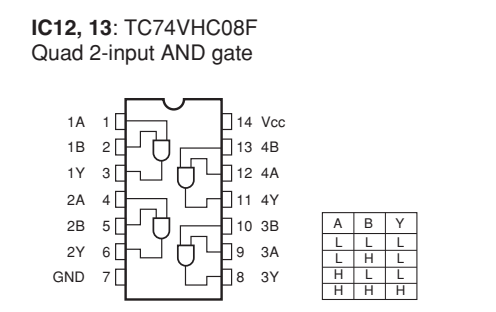 IC12, 13: TC74VHC08F
Quad 2-input AND gate
1A 1 14 Vcc
1B 2 13 4B
1Y 3 12 4A
2A 4 11 4Y
2B 5 10 3B
2Y 6 9 3A
GND 7 8 3Y
A B Y
L L L
L H L
H L L
H H H